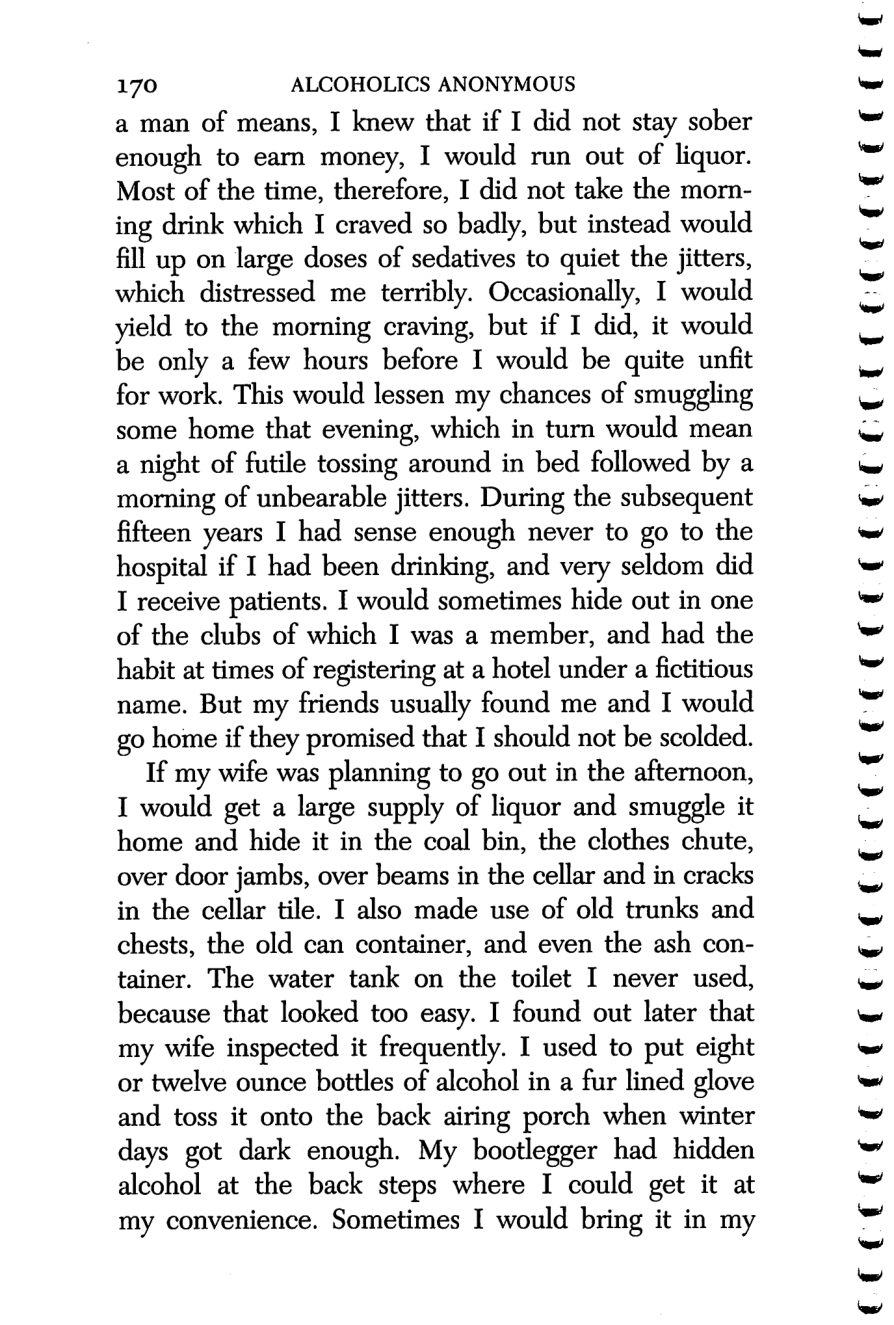 170 ALCOHOLICS ANONYMOUS
a man of means, I knew that if I did not stay sober
enough to earn money, I would run out of liquor.
Most of the time, therefore, I did not take the morn-
ing drink which I craved so badly, but instead would
fill up on large doses of sedatives to quiet the jitters,
which distressed me terribly. Occasionally, I would
yield to the morning craving, but if I did, it would
be only a few hours before I would be quite unfit
for work. This would lessen my chances of smuggling
some home that evening, which in turn would mean
a night of futile tossing around in bed followed by a
morning of unbearable jitters. During the subsequent
fifteen years I had sense enough never to go to the
hospital if I had been drinking, and very seldom did
I receive patients. I would sometimes hide out in one
of the clubs of which I was a member, and had the
habit at times of registering at a hotel under a fictitious
name. But my friends usually found me and I would
go home if they promised that I should not be scolded.
If my wife was planning to go out in the afternoon,
I would get a large supply of liquor and smuggle it
home and hide it in the coal bin, the clothes chute,
over door jambs, over beams in the cellar and in cracks
in the cellar tile. I also made use of old trunks and
chests, the old can container, and even the ash con-
tainer. The water tank on the toilet I never used,
because that looked too easy. I found out later that
my wife inspected it frequently. I used to put eight
or twelve ounce bottles of alcohol in a fur lined glove
and toss it onto the back airing porch when winter
days got dark enough. My bootlegger had hidden
alcohol at the back steps where I could get it at
my convenience. Sometimes I would bring it in my